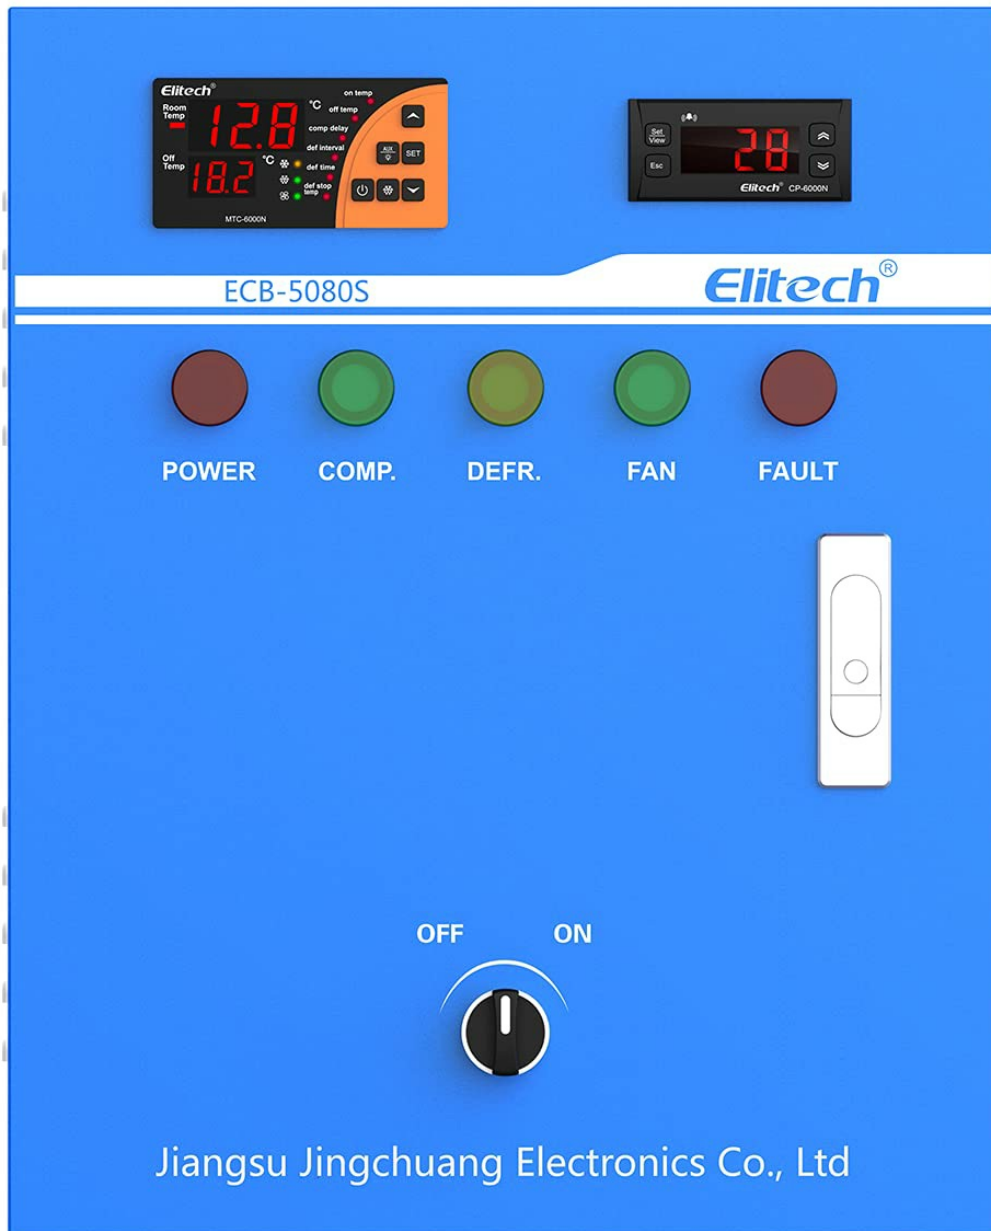 Elitech®
Room Temp
-12.8 °C
on temp
off temp
comp delay
def interval
def time
def stop temp
Off Temp
18.2 °C
AUX
SET
MTC-6000N
Set
View
Esc
28
Elitech® CP-6000N
ECB-5080S
Elitech®
POWER COMP. DEFR. FAN FAULT
OFF ON
Jiangsu Jingchuang Electronics Co., Ltd